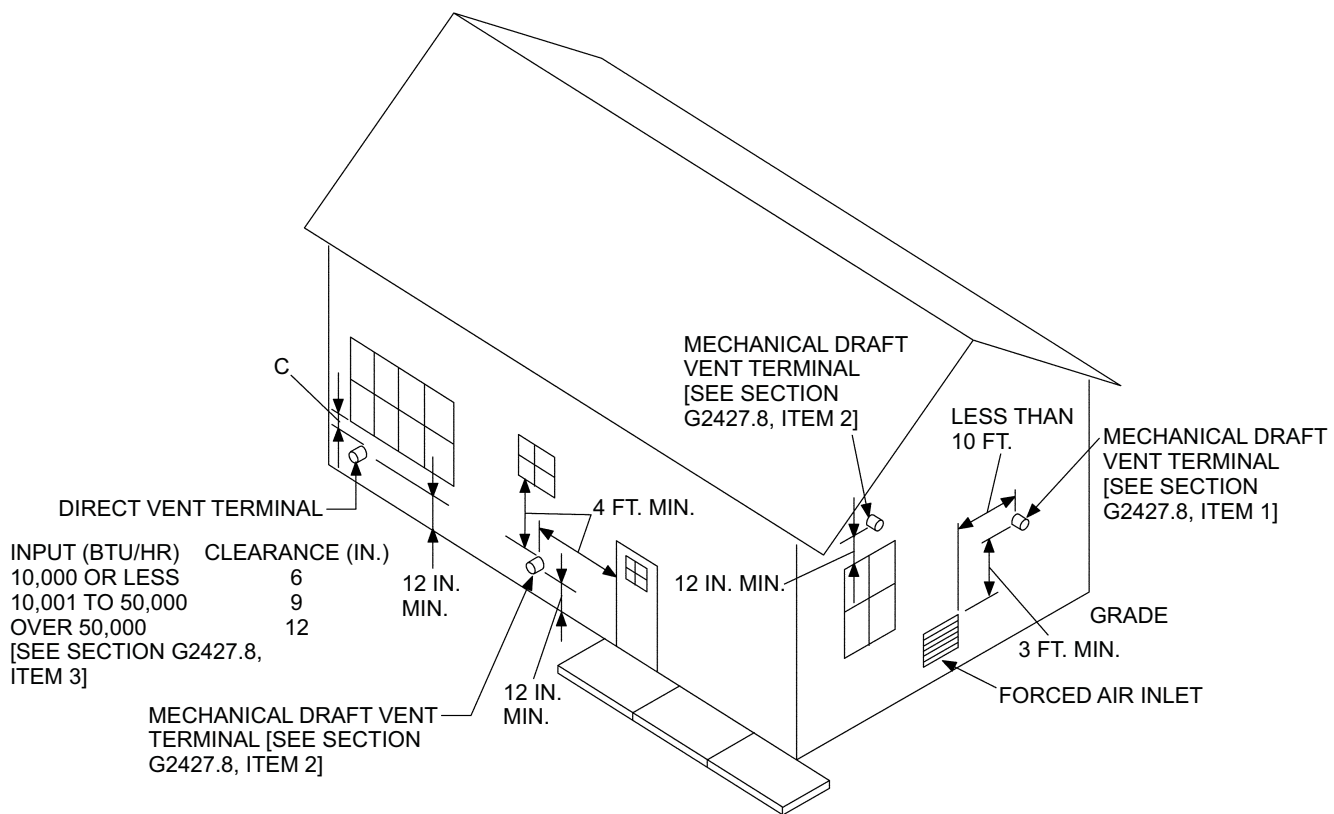 MECHANICAL DRAFT
VENT TERMINAL
[SEE SECTION
G2427.8, ITEM 2]
LESS THAN
10 FT.
MECHANICAL DRAFT
VENT TERMINAL
[SEE SECTION
G2427.8, ITEM 1]
C
DIRECT VENT TERMINAL
4 FT. MIN.
INPUT (BTU/HR) CLEARANCE (IN.)
10,000 OR LESS 6
10,001 TO 50,000 9
OVER 50,000 12
[SEE SECTION G2427.8,
ITEM 3]
12 IN.
MIN.
12 IN. MIN.
GRADE
3 FT. MIN.
FORCED AIR INLET
12 IN.
MIN.
MECHANICAL DRAFT VENT
TERMINAL [SEE SECTION
G2427.8, ITEM 2]